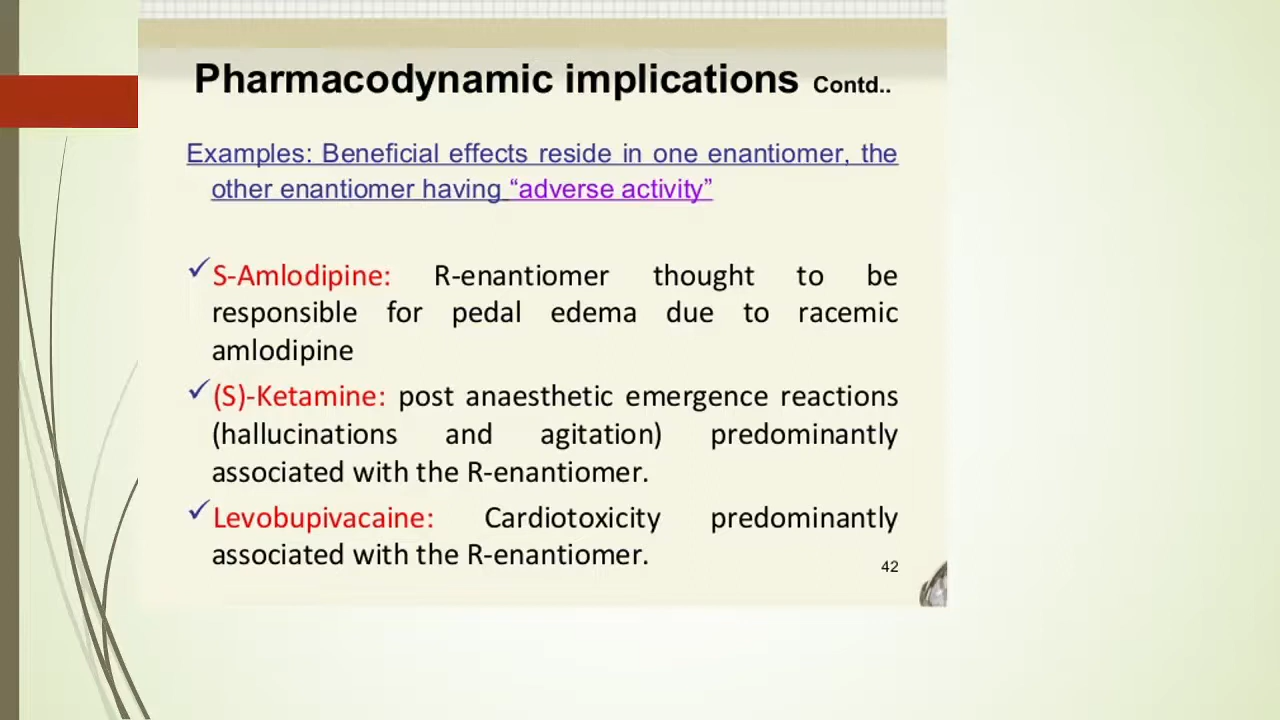 Pharmacodynamic implications Contd..
Examples: Beneficial effects reside in one enantiomer, the
other enantiomer having “adverse activity”
✓S-Amlodipine: R-enantiomer thought to be
responsible for pedal edema due to racemic
amlodipine
✓(S)-Ketamine: post anaesthetic emergence reactions
(hallucinations and agitation) predominantly
associated with the R-enantiomer.
✓Levobupivacaine: Cardiotoxicity predominantly
associated with the R-enantiomer.
42